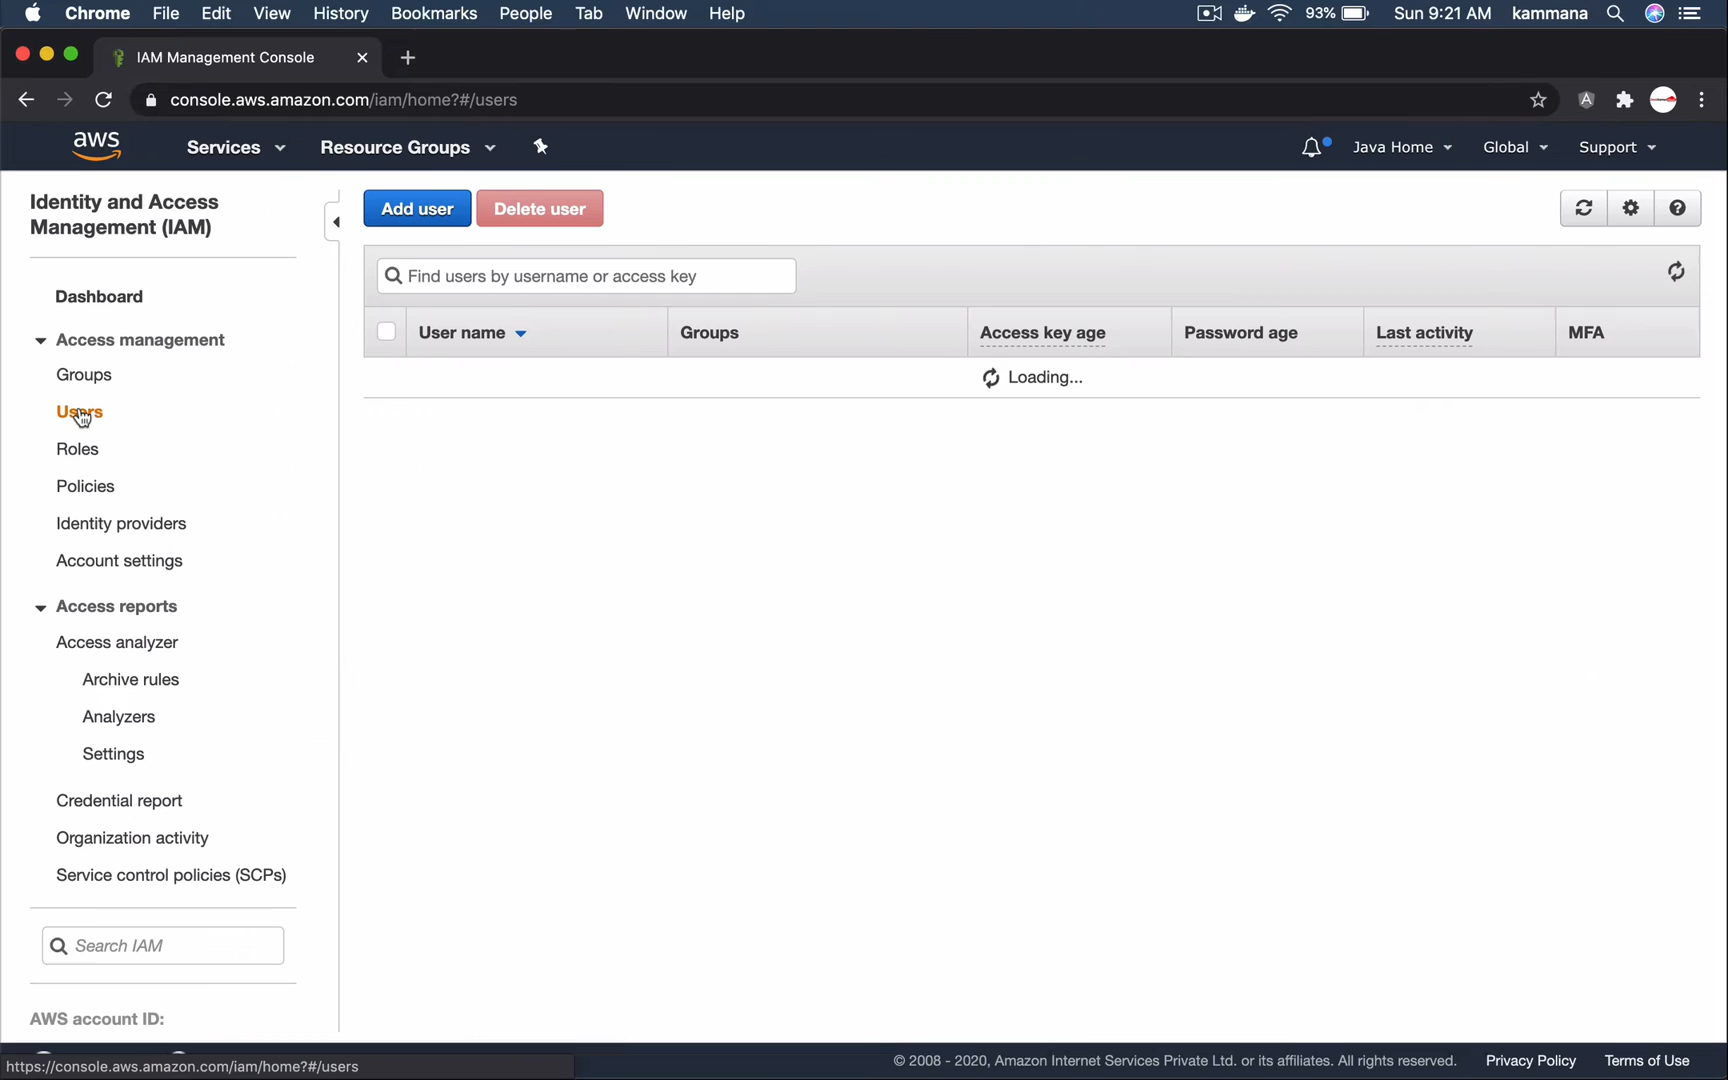 Chrome File Edit View History Bookmarks People Tab Window Help 93% Sun 9:21 AM kammana
IAM Management Console
console.aws.amazon.com/iam/home?#/users
aws Services Resource Groups Java Home Global Support
Identity and Access
Management (IAM)
Dashboard
Access management
Groups
Users
Roles
Policies
Identity providers
Account settings
Access reports
Access analyzer
Archive rules
Analyzers
Settings
Credential report
Organization activity
Service control policies (SCPs)
Search IAM
AWS account ID:
Add user Delete user
Find users by username or access key
User name Groups Access key age Password age Last activity MFA
Loading...
https://console.aws.amazon.com/iam/home?#/users
© 2008 - 2020, Amazon Internet Services Private Ltd. or its affiliates. All rights reserved. Privacy Policy Terms of Use